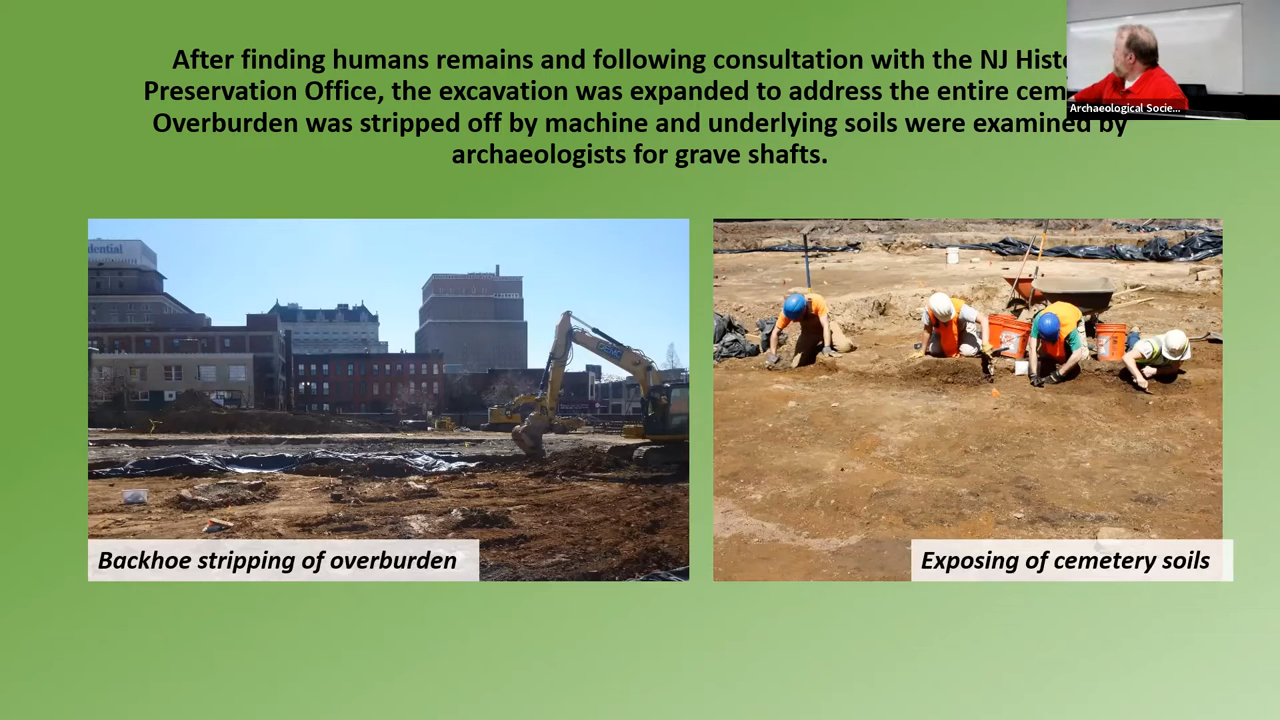 After finding humans remains and following consultation with the NJ
Preservation Office, the excavation was expanded to address the entire
Overburden was stripped off by machine and underlying soils were examined by
archaeologists for grave shafts.
Archaeological Socie...
dential
Backhoe stripping of overburden
Exposing of cemetery soils